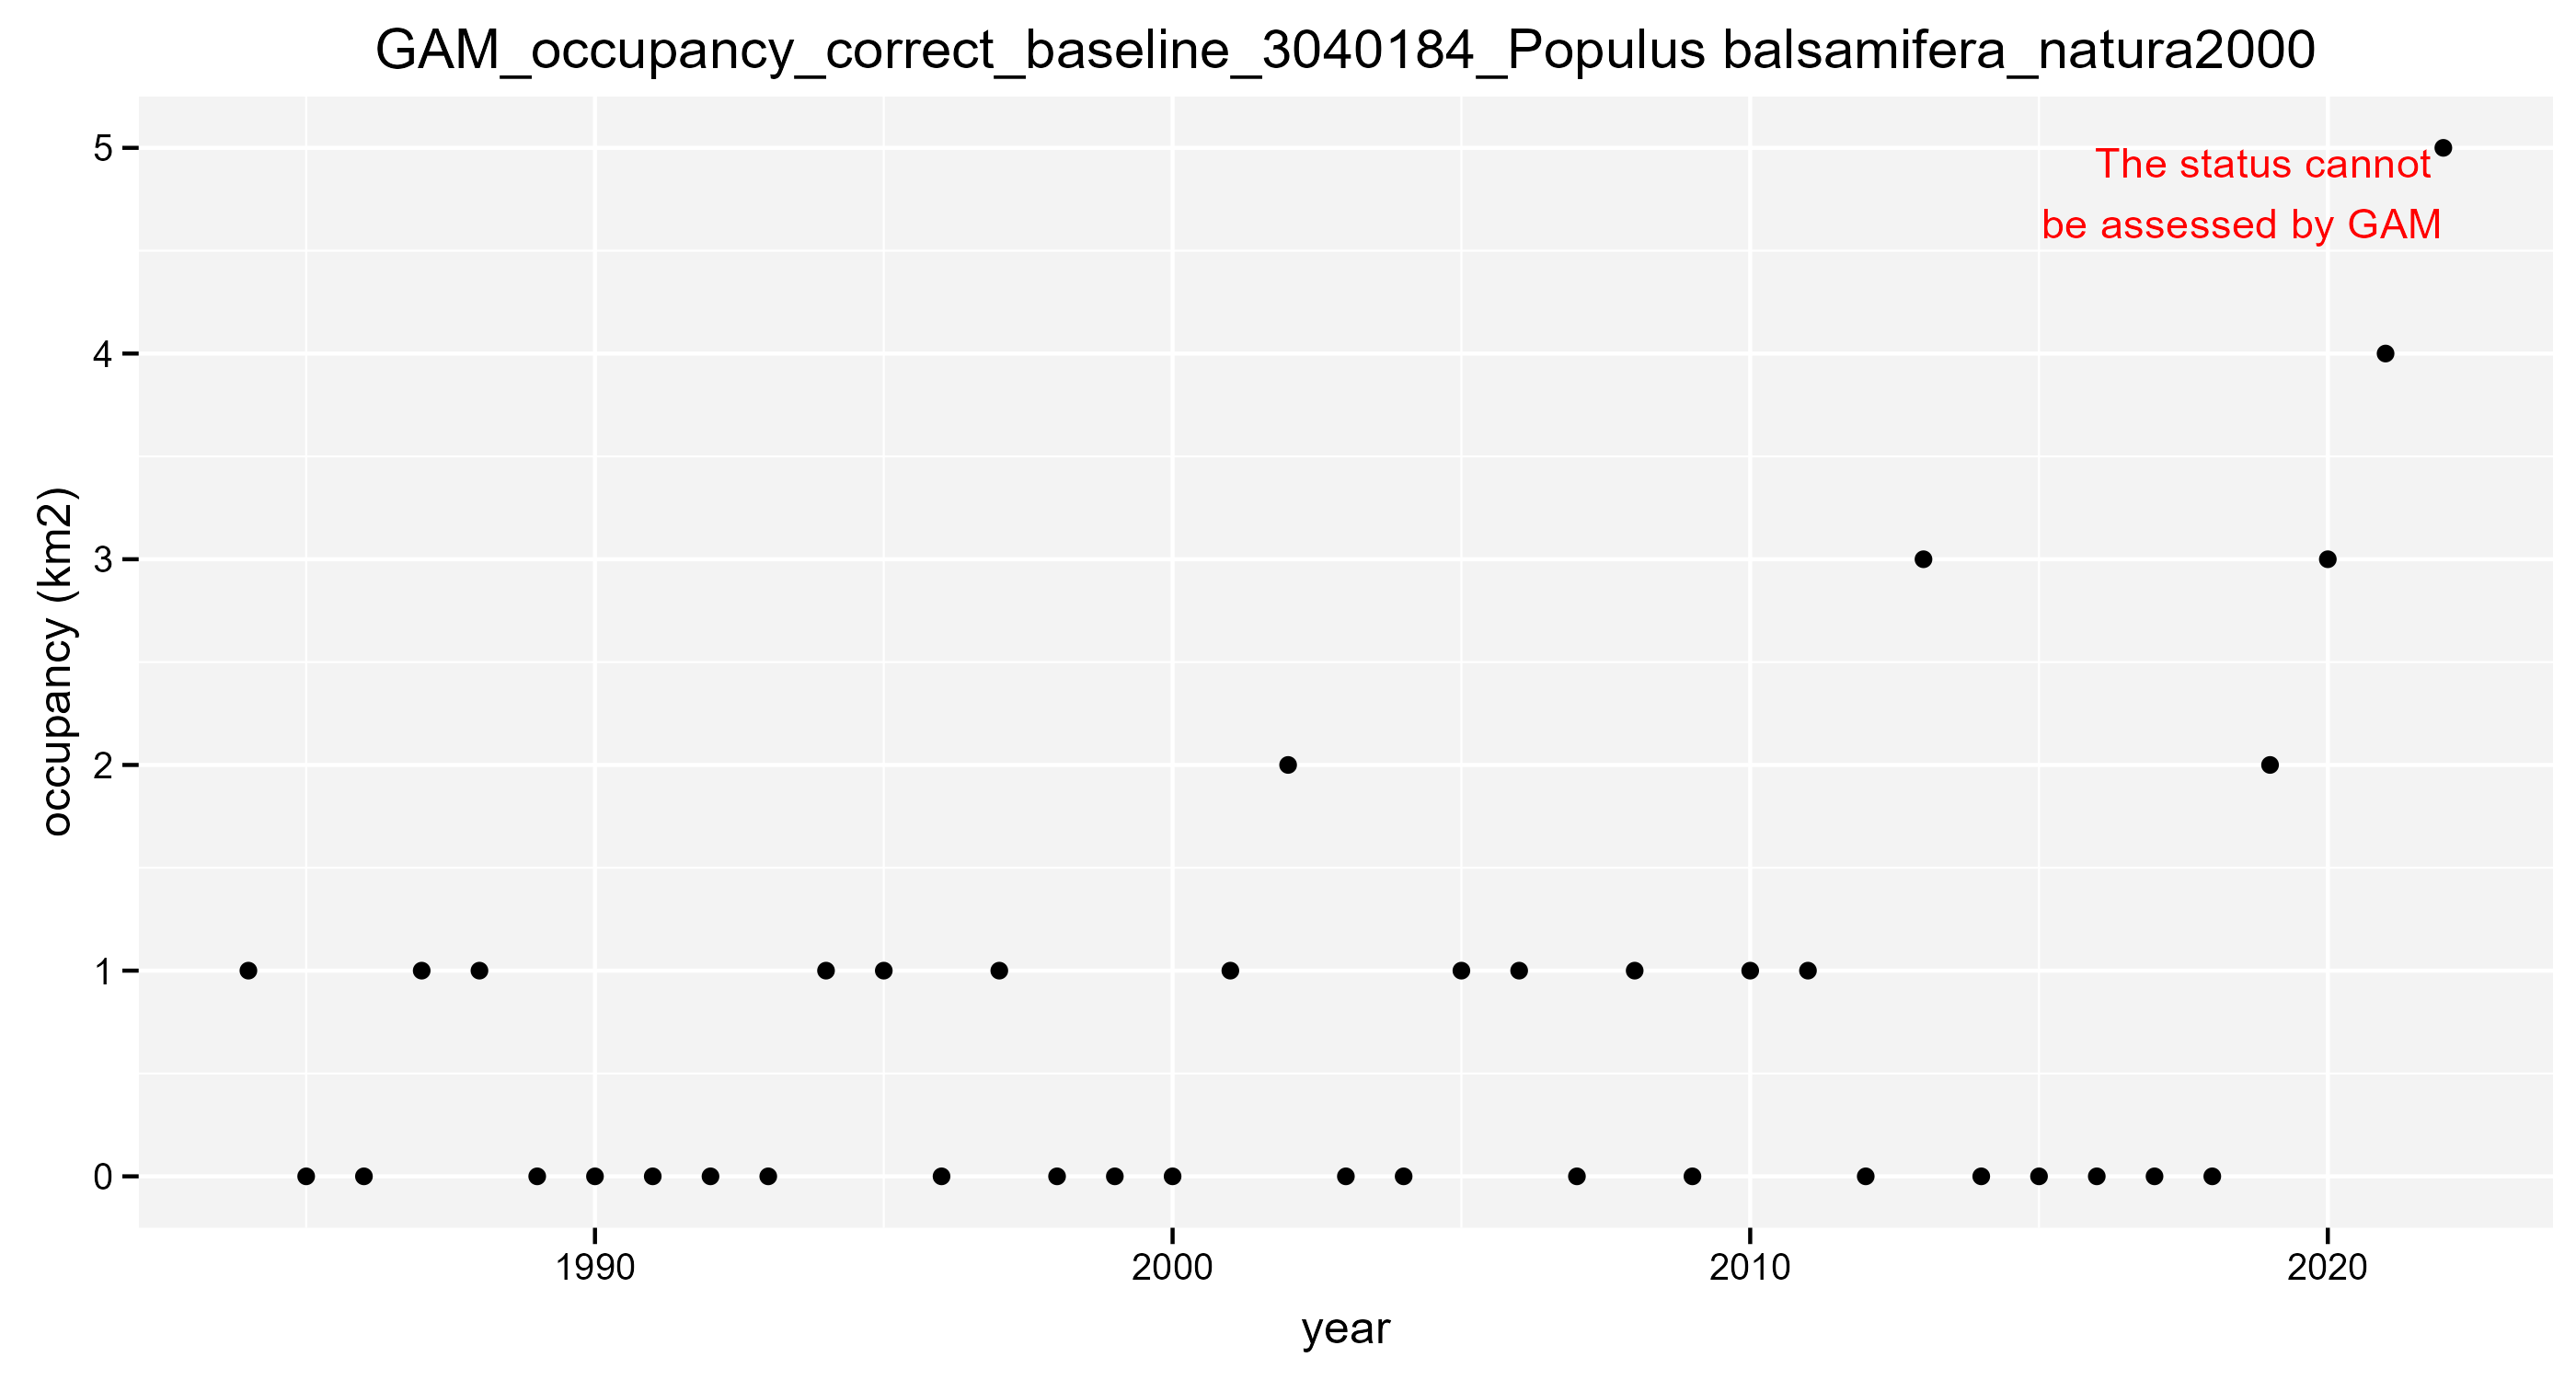 GAM_occupancy_correct_baseline_3040184_Populus balsamifera_natura2000
The status cannot
be assessed by GAM
occupancy (km2)
5
4
3
2
1
0
1990 2000 2010 2020
year